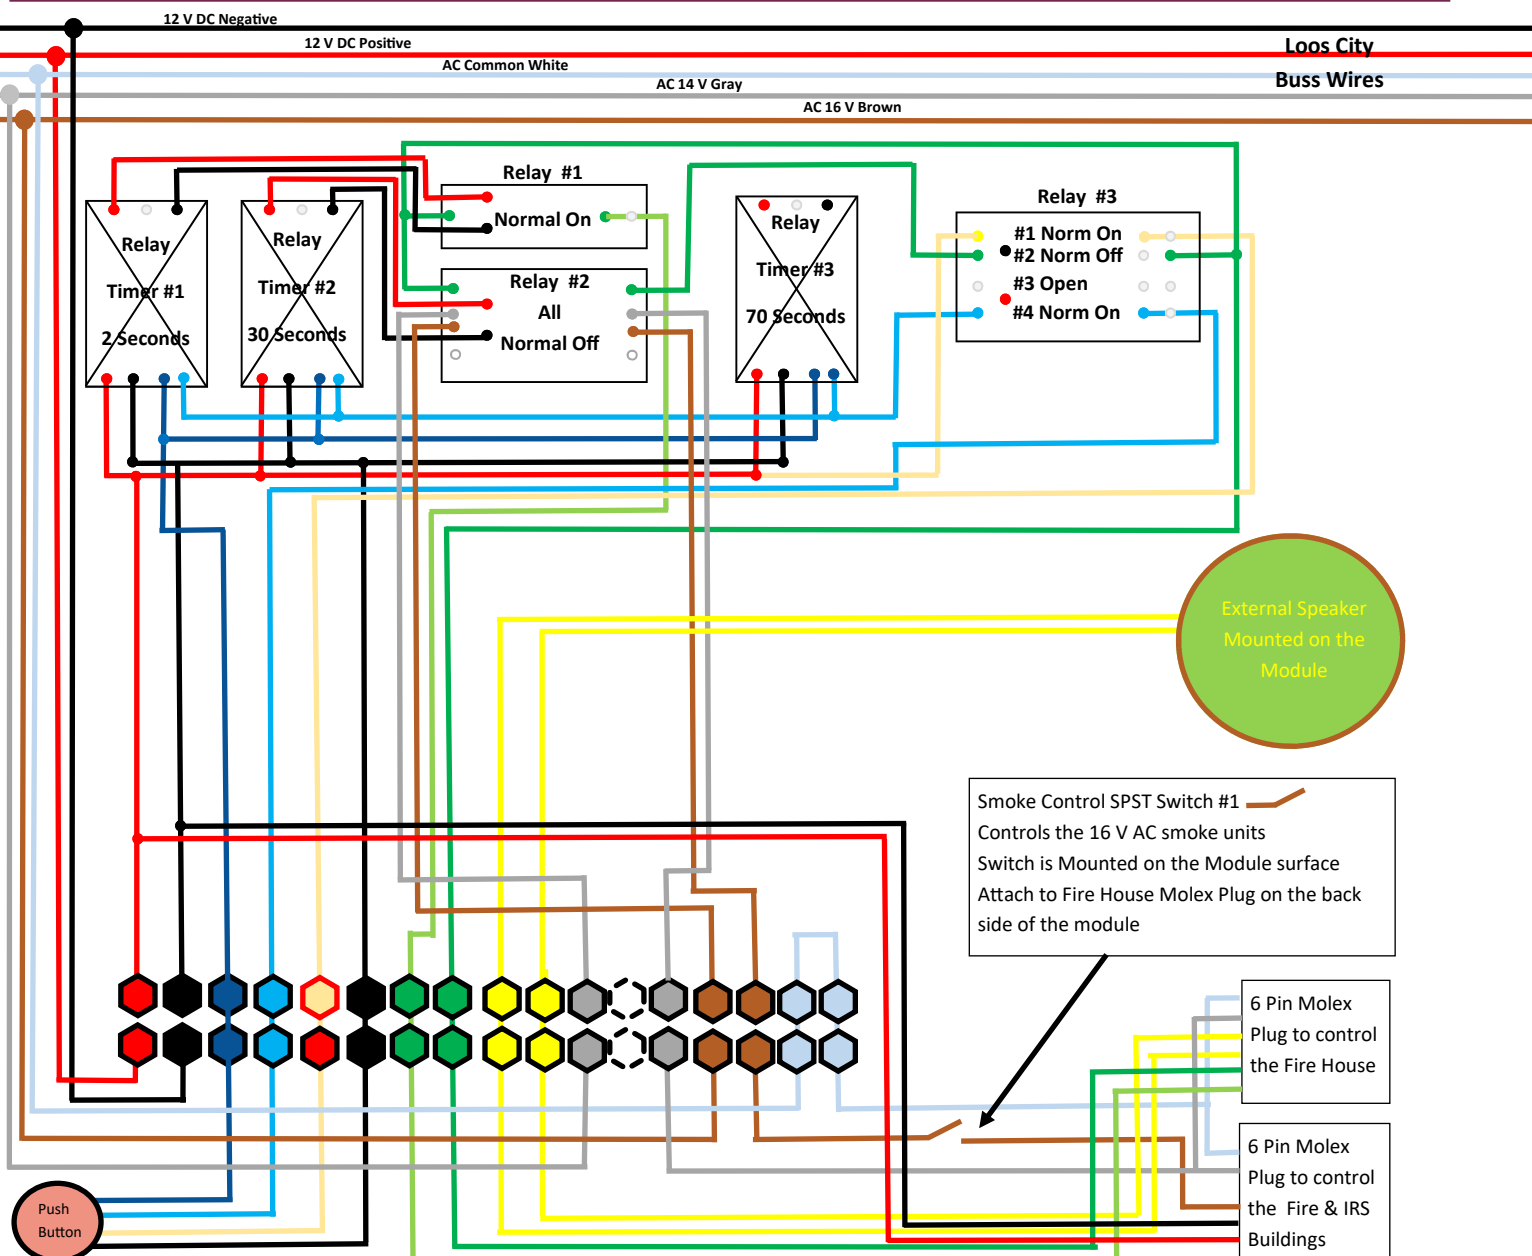 12 V DC Negative
12 V DC Positive
Loos City
AC Common White
Buss Wires
AC 14 V Gray
AC 16 V Brown
Relay #1
Normal On
Relay #3
#1 Norm On
#2 Norm Off
#3 Open
#4 Norm On
Relay
Timer #1
2 Seconds
Relay
Timer #2
30 Seconds
Relay #2
All
Normal Off
Relay
Timer #3
70 Seconds
External Speaker
Mounted on the
Module
Smoke Control SPST Switch #1
Controls the 16 V AC smoke units
Switch is Mounted on the Module surface
Attach to Fire House Molex Plug on the back
side of the module
6 Pin Molex
Plug to control
the Fire House
6 Pin Molex
Plug to control
the Fire & IRS
Buildings
Push
Button